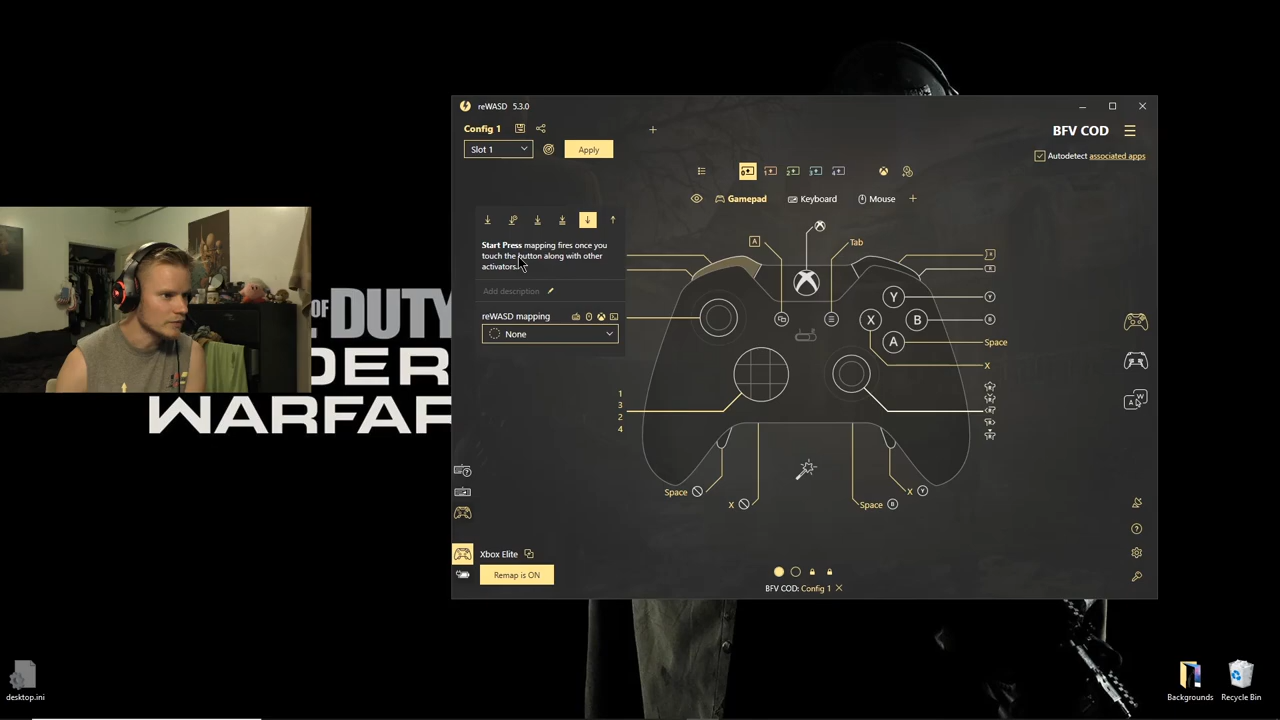 OF DUTY
DER
WARFAR
reWASD 5.3.0
Config 1
BFV COD
Slot 1
Apply
Autodetect associated apps
Gamepad
Keyboard
Mouse
Start Press mapping fires once you
touch the button along with other
activators.
Add description
reWASD mapping
None
A
Tab
Y
X
B
A
Y
B
Space
X
1
3
2
4
Space
X
Space
B
X
Y
Xbox Elite
Remap is ON
BFV COD: Config 1
desktop.ini
Backgrounds
Recycle Bin